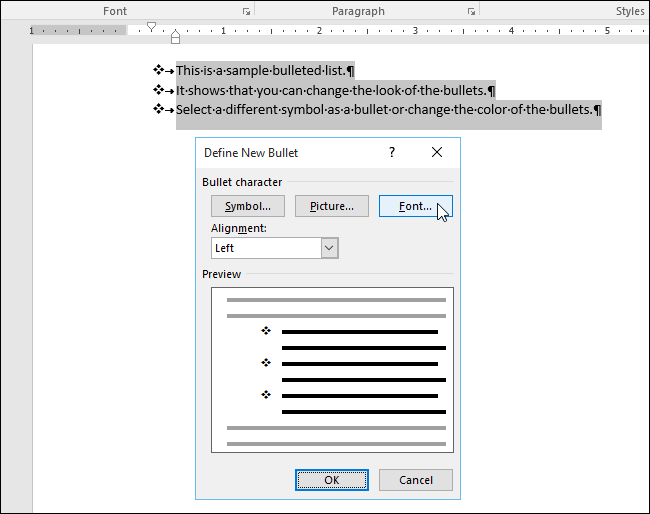 Font Paragraph Styles
1 1 2 3 4 5
❖→This·is·a·sample·bulleted·list.¶
❖→It·shows·that·you·can·change·the·look·of·the·bullets.¶
❖→Select·a·different·symbol·as·a·bullet·or·change·the·color·of·the·bullets.¶
Define New Bullet ?
Bullet character
Symbol... Picture... Font...
Alignment:
Left
Preview
OK Cancel